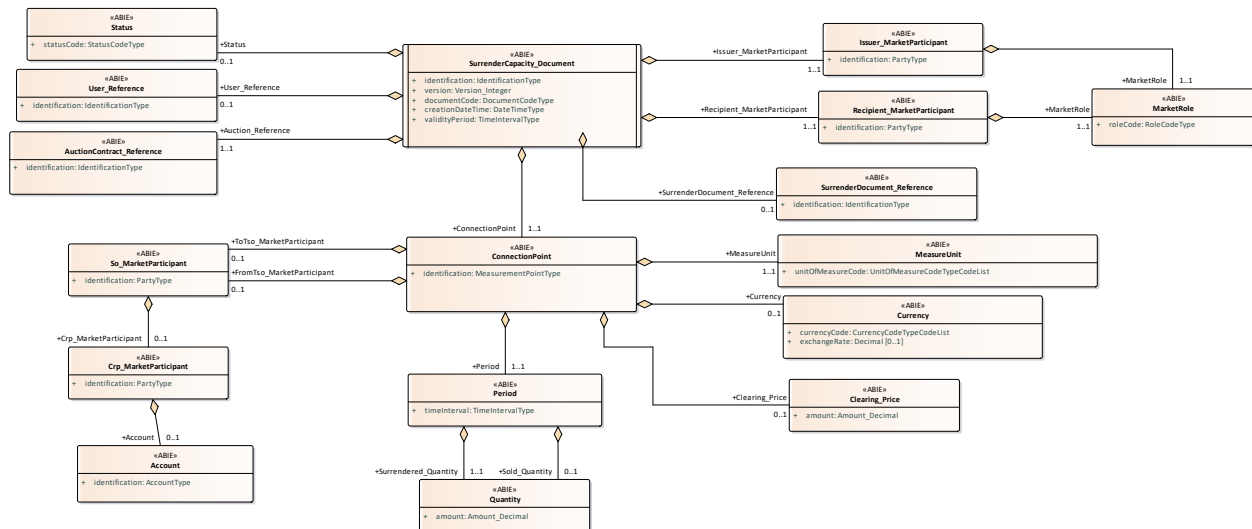 «ABIE»
Status
+ statusCode: StatusCodeType
+Status
0..1
«ABIE»
User_Reference
+ identification: IdentificationType
+User_Reference
0..1
«ABIE»
AuctionContract_Reference
+ identification: IdentificationType
+Auction_Reference
1..1
«ABIE»
SurrenderCapacity_Document
+ identification: IdentificationType
+ version: Version_Integer
+ documentCode: DocumentCodeType
+ creationDateTime: DateTimeType
+ validityPeriod: TimeIntervalType
+Issuer_MarketParticipant
1..1
«ABIE»
Issuer_MarketParticipant
+ identification: PartyType
+MarketRole
1..1
+Recipient_MarketParticipant
1..1
«ABIE»
Recipient_MarketParticipant
+ identification: PartyType
+MarketRole
1..1
«ABIE»
MarketRole
+ roleCode: RoleCodeType
+SurrenderDocument_Reference
0..1
«ABIE»
SurrenderDocument_Reference
+ identification: IdentificationType
+ConnectionPoint
1..1
«ABIE»
ConnectionPoint
+ identification: MeasurementPointType
+ToTso_MarketParticipant
0..1
+FromTso_MarketParticipant
0..1
«ABIE»
So_MarketParticipant
+ identification: PartyType
+Crp_MarketParticipant
0..1
«ABIE»
Crp_MarketParticipant
+ identification: PartyType
+Account
0..1
«ABIE»
Account
+ identification: AccountType
+MeasureUnit
1..1
«ABIE»
MeasureUnit
+ unitOfMeasureCode: UnitOfMeasureCodeTypeCodeList
+Currency
0..1
«ABIE»
Currency
+ currencyCode: CurrencyCodeTypeCodeList
+ exchangeRate: Decimal [0..1]
+Clearing_Price
0..1
«ABIE»
Clearing_Price
+ amount: Amount_Decimal
+Period
1..1
«ABIE»
Period
+ timeInterval: TimeIntervalType
+Surrendered_Quantity
1..1
+Sold_Quantity
0..1
«ABIE»
Quantity
+ amount: Amount_Decimal